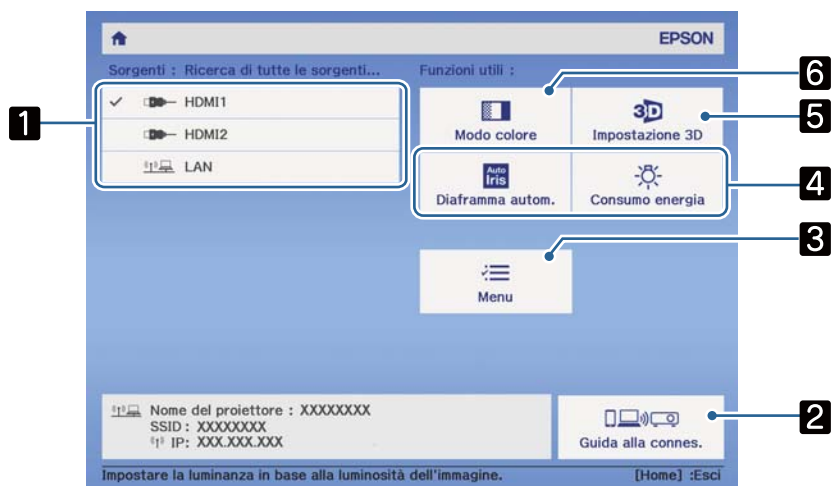 EPSON
Sorgenti : Ricerca di tutte le sorgenti...
Funzioni utili :
6
1
HDMI1
HDMI2
LAN
Modo colore
3D
Impostazione 3D
5
Auto
Iris
Diaframma autom.
Consumo energia
4
3
Menu
Nome del proiettore : XXXXXXXX
SSID : XXXXXXXX
IP: XXX.XXX.XXX
Guida alla connes.
2
Impostare la luminanza in base alla luminosità dell'immagine.
[Home] :Esci